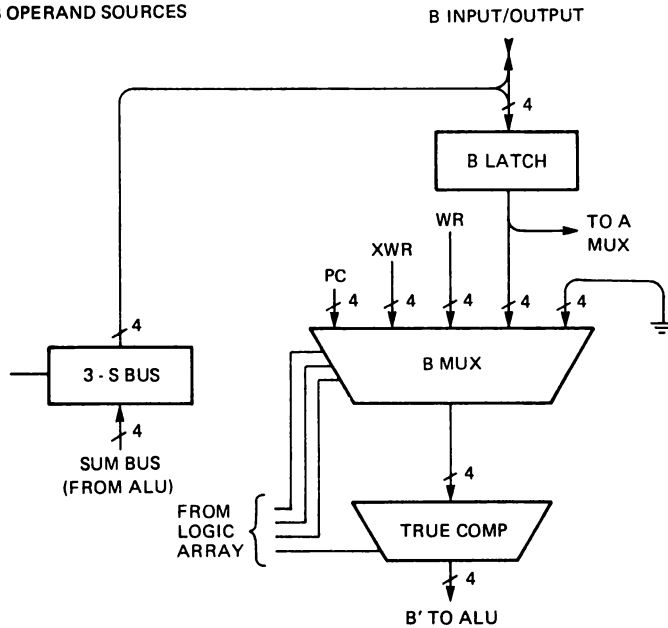 OPERAND SOURCES
B INPUT/OUTPUT
4
B LATCH
WR
TO A
MUX
XWR
PC
4
4
4
4
4
4
3 - S BUS
B MUX
4
SUM BUS
(FROM ALU)
4
FROM
LOGIC
ARRAY
TRUE COMP
4
B' TO ALU